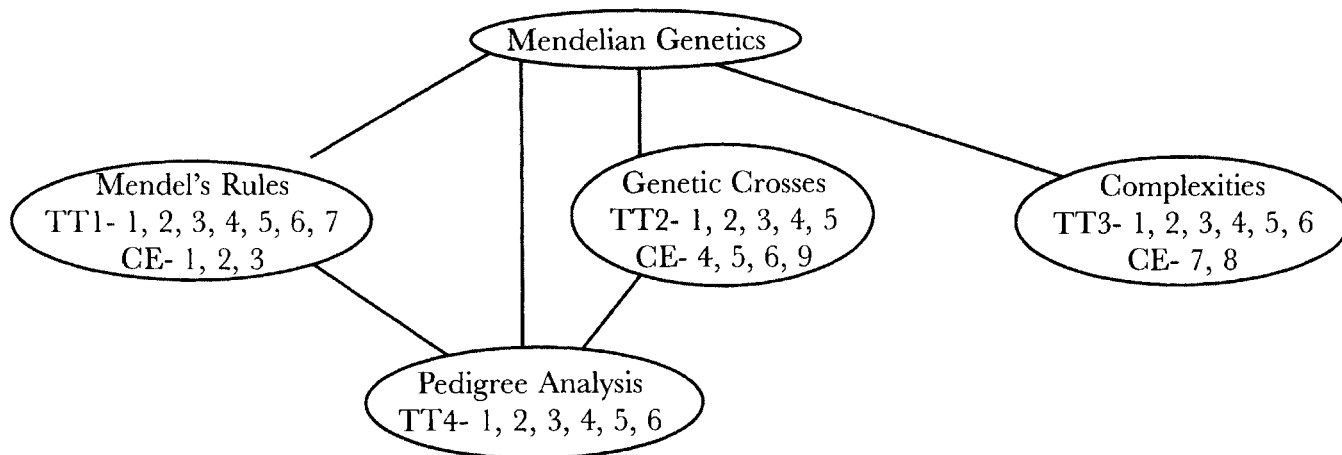 Mendelian Genetics
Mendel's Rules
TT1- 1, 2, 3, 4, 5, 6, 7
CE- 1, 2, 3
Genetic Crosses
TT2- 1, 2, 3, 4, 5
CE- 4, 5, 6, 9
Complexities
TT3- 1, 2, 3, 4, 5, 6
CE- 7, 8
Pedigree Analysis
TT4- 1, 2, 3, 4, 5, 6